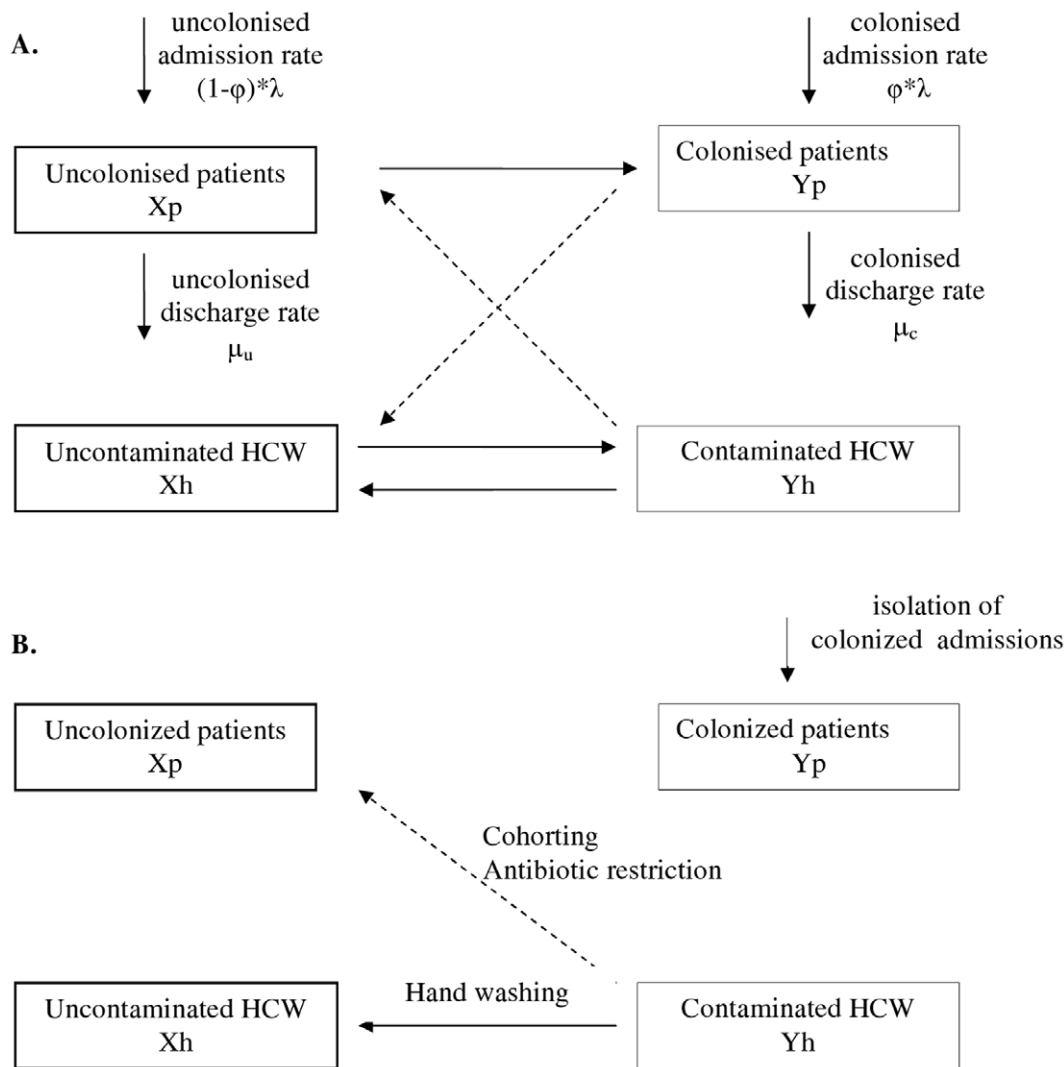 A.
uncolonised
admission rate
(1-φ)*λ
colonised
admission rate
φ*λ
Uncolonised patients
Xp
Colonised patients
Yp
uncolonised
discharge rate
μu
colonised
discharge rate
μc
Uncontaminated HCW
Xh
Contaminated HCW
Yh
B.
isolation of
colonized admissions
Uncolonized patients
Xp
Colonized patients
Yp
Cohorting
Antibiotic restriction
Hand washing
Uncontaminated HCW
Xh
Contaminated HCW
Yh